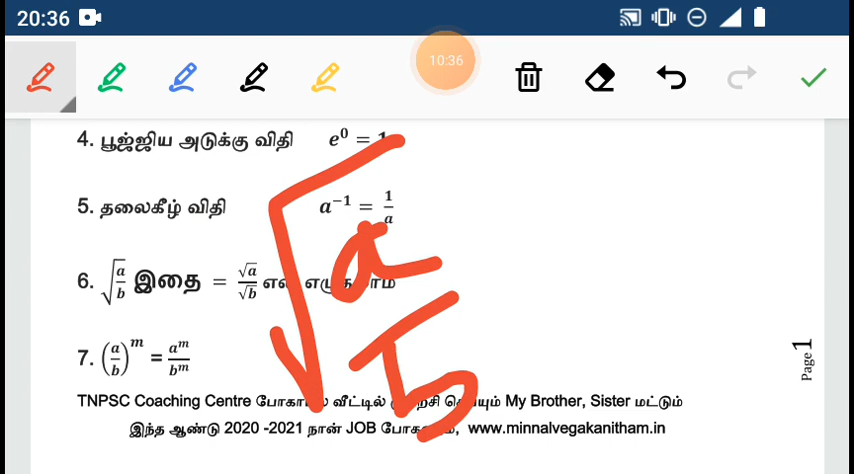 20:36
10:36
4. பூஜ்ஜிய அடுக்கு விதி e⁰ = 1
5. தலைகீழ் விதி a⁻¹ = 1/a
6. √(a/b) இதை = √a/√b
7. (a/b)ᵐ = aᵐ/bᵐ
√ a b
TNPSC Coaching Centre வீட்டில் My Brother, Sister மட்டும்
இந்த ஆண்டு 2020 -2021 நான் JOB www.minnalvegakanitham.in
Page 1